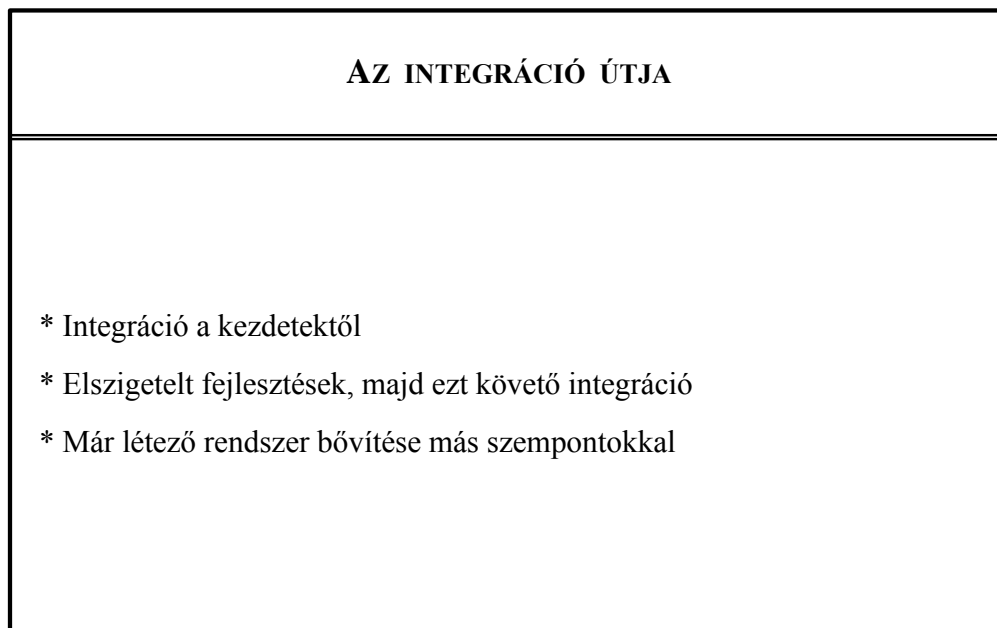 AZ INTEGRÁCIÓ ÚTJA
* Integráció a kezdetektől
* Elszigetelt fejlesztések, majd ezt követő integráció
* Már létező rendszer bővítése más szempontokkal